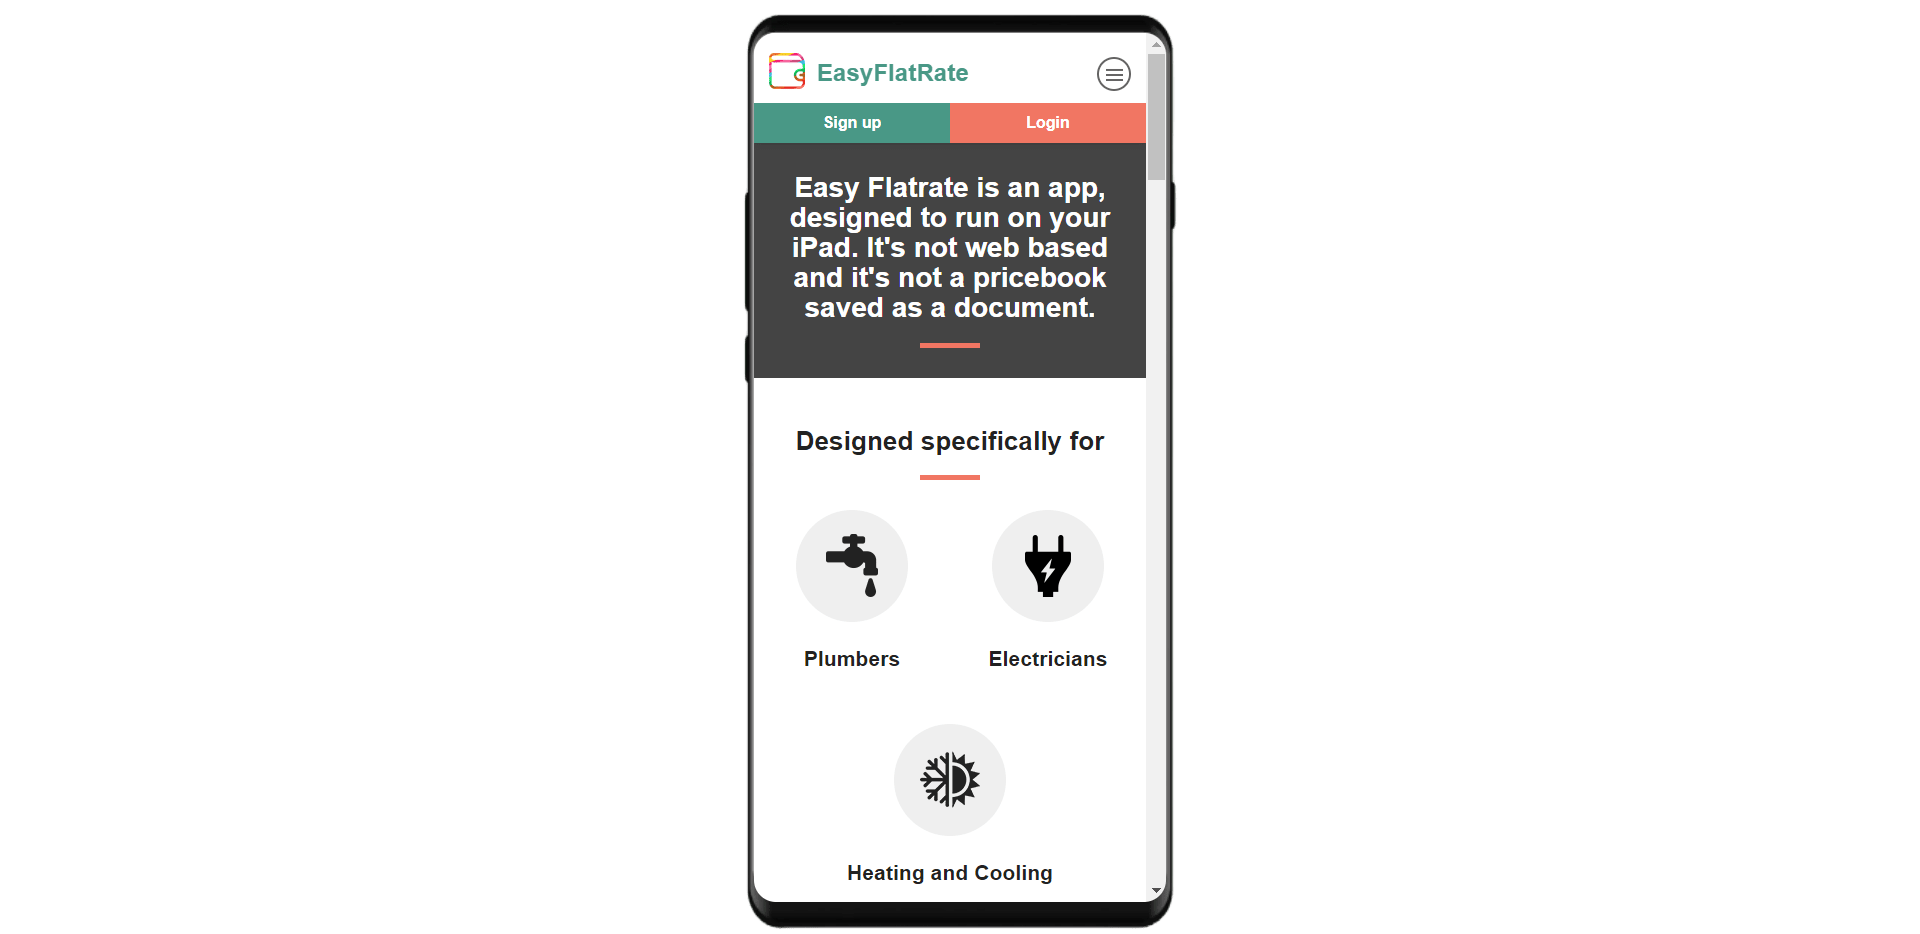 EasyFlatRate
Sign up
Login
Easy Flatrate is an app,
designed to run on your
iPad. It's not web based
and it's not a pricebook
saved as a document.
Designed specifically for
Plumbers
Electricians
Heating and Cooling